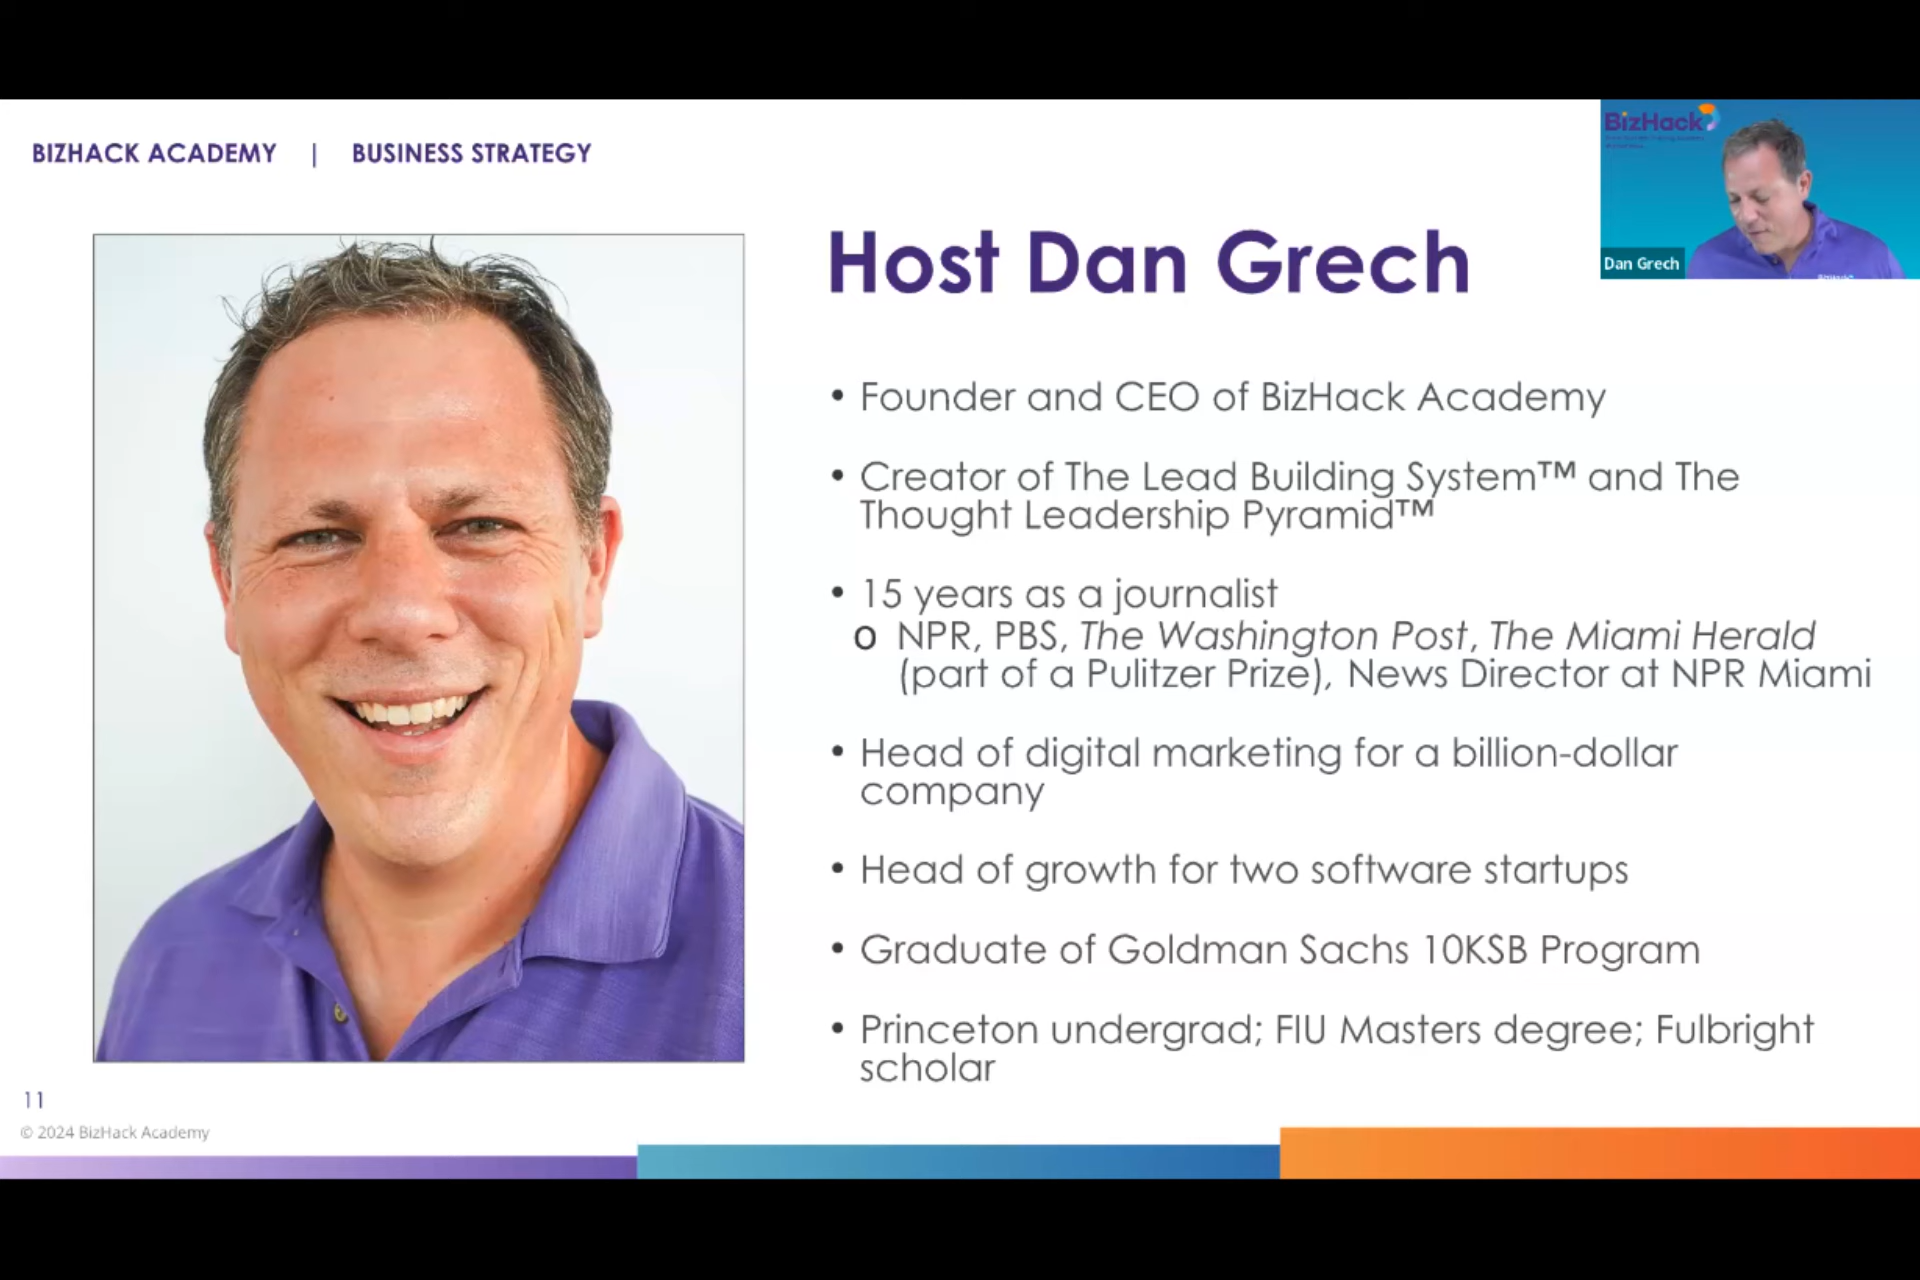 BIZHACK ACADEMY | BUSINESS STRATEGY
BizHack
Dan Grech
Host Dan Grech
• Founder and CEO of BizHack Academy
• Creator of The Lead Building System™ and The
Thought Leadership Pyramid™
• 15 years as a journalist
o NPR, PBS, The Washington Post, The Miami Herald
(part of a Pulitzer Prize), News Director at NPR Miami
• Head of digital marketing for a billion-dollar
company
• Head of growth for two software startups
• Graduate of Goldman Sachs 10KSB Program
• Princeton undergrad; FIU Masters degree; Fulbright
scholar
11
© 2024 BizHack Academy